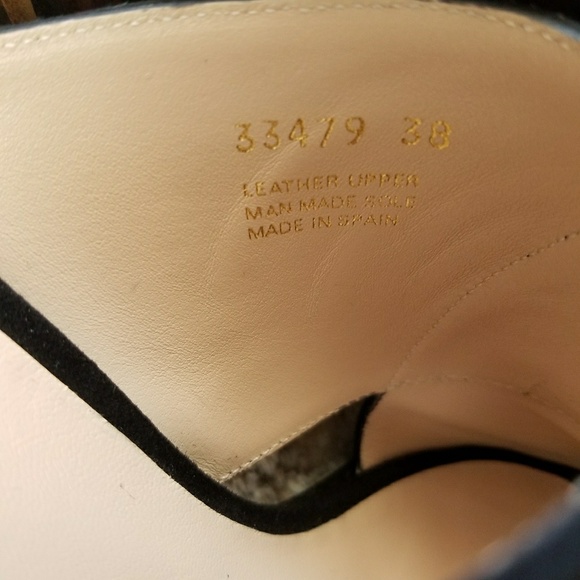 33479 38
LEATHER UPPER
MAN MADE SOLE
MADE IN SPAIN